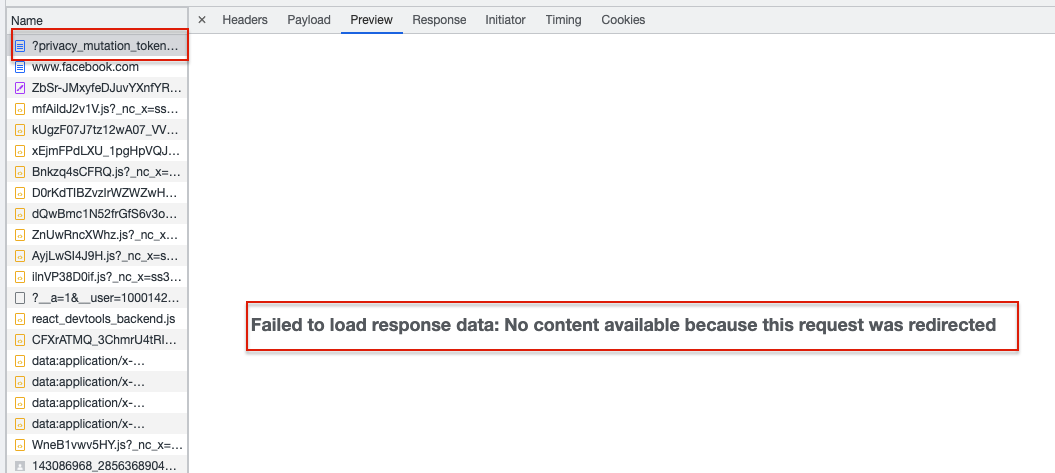 Name
× Headers Payload Preview Response Initiator Timing Cookies
?privacy_mutation_token...
www.facebook.com
ZbSr-JMxyfeDJuvYXnfYR...
mfAiIdJ2v1V.js?_nc_x=ss...
kUgzF07J7tz12wA07_VV...
xEjmFPdLXU_1pgHpVQJ...
Bnkzq4sCFRQ.js?_nc_x=...
D0rKdTIBZvzIrWZWZwH...
dQwBmc1N52frGfS6v3o...
ZnUwRncXWhz.js?_nc_x...
AyjLwSI4J9H.js?_nc_x=s...
ilnVP38D0if.js?_nc_x=ss3...
?__a=1&__user=1000142...
Failed to load response data: No content available because this request was redirected
react_devtools_backend.js
CFXrATMQ_3ChmrU4tRI...
data:application/x-...
data:application/x-...
data:application/x-...
data:application/x-...
WneB1vwv5HY.js?_nc_x=...
143086968_2856368904...